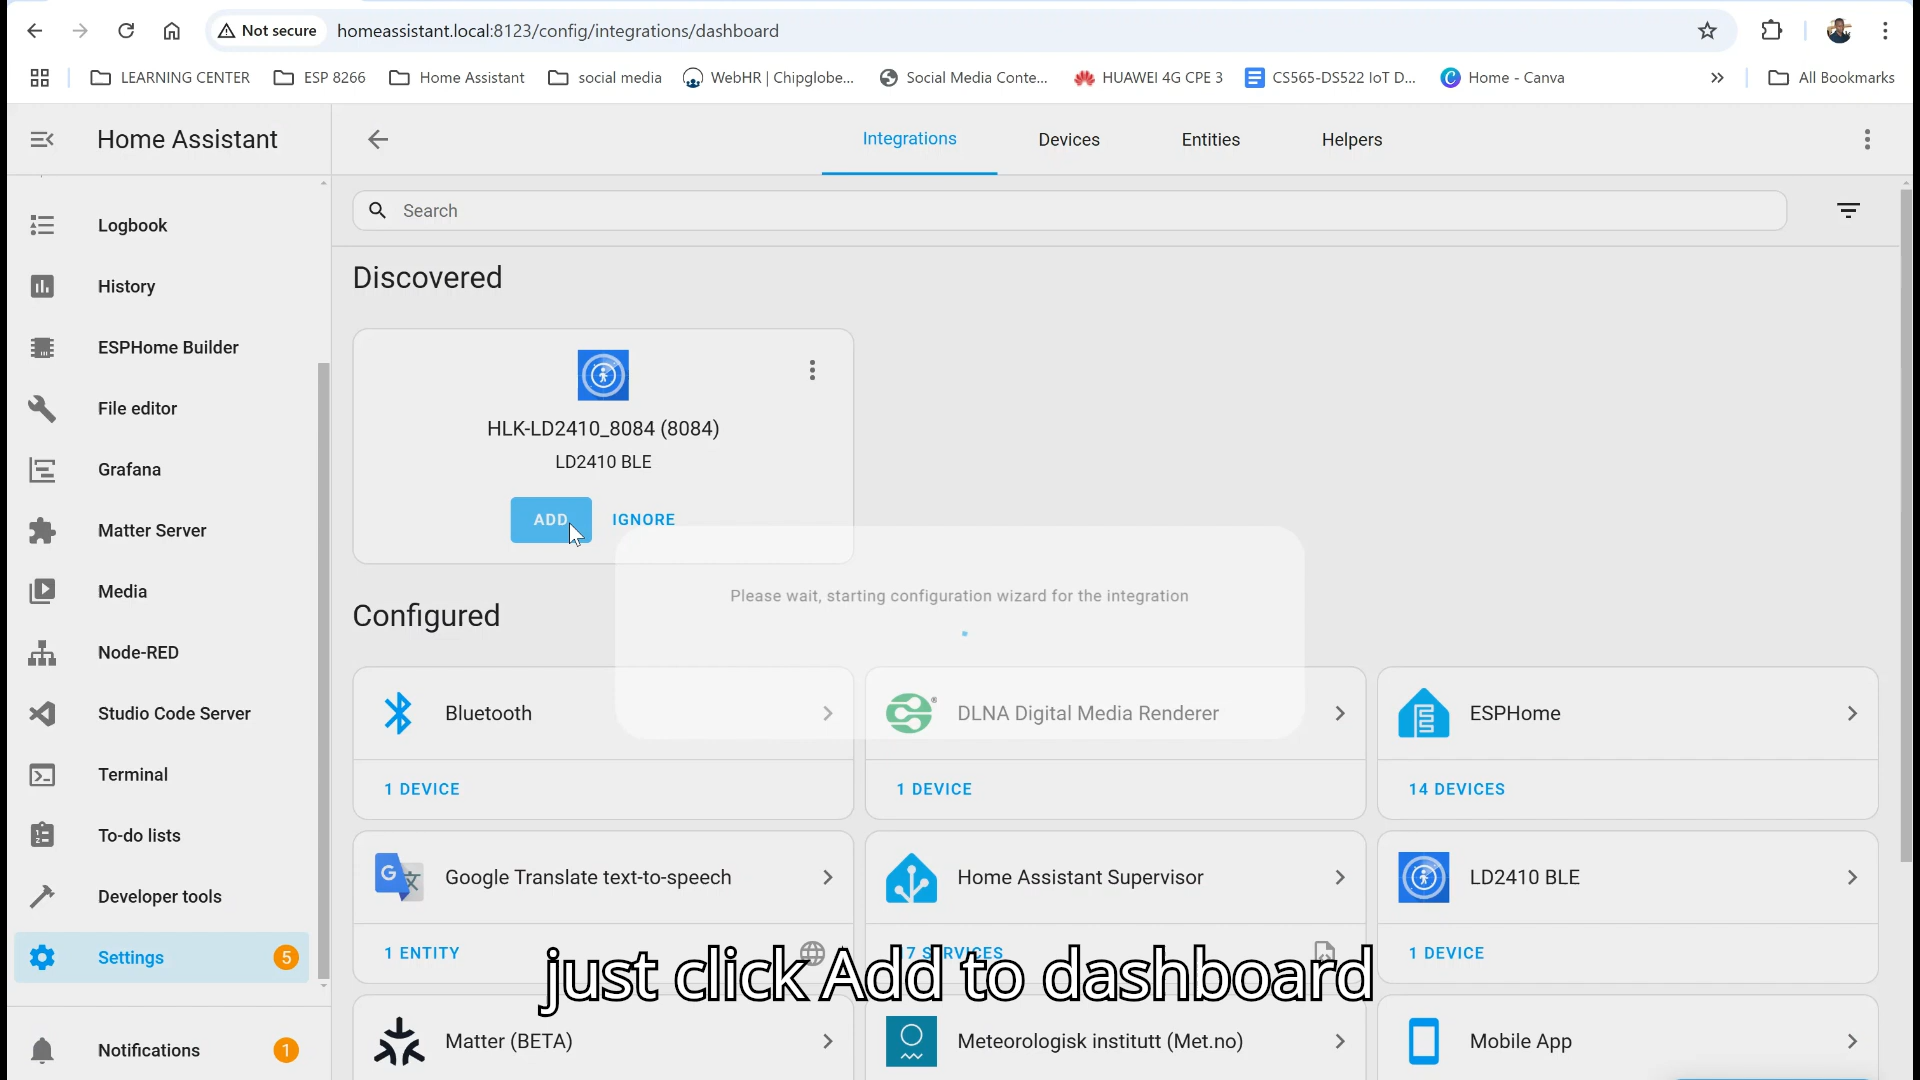 Not secure
homeassistant.local:8123/config/integrations/dashboard
LEARNING CENTER
ESP 8266
Home Assistant
social media
WebHR | Chipglobe...
Social Media Conte...
HUAWEI 4G CPE 3
CS565-DS522 IoT D...
Home - Canva
All Bookmarks
Home Assistant
Integrations
Devices
Entities
Helpers
Logbook
History
ESPHome Builder
File editor
Grafana
Matter Server
Media
Node-RED
Studio Code Server
Terminal
To-do lists
Developer tools
Settings
5
Notifications
1
Search
Discovered
HLK-LD2410_8084 (8084)
LD2410 BLE
ADD
IGNORE
Please wait, starting configuration wizard for the integration
Configured
Bluetooth
1 DEVICE
DLNA Digital Media Renderer
1 DEVICE
ESPHome
14 DEVICES
Google Translate text-to-speech
1 ENTITY
Home Assistant Supervisor
LD2410 BLE
1 DEVICE
just click Add to dashboard
Matter (BETA)
Meteorologisk institutt (Met.no)
Mobile App